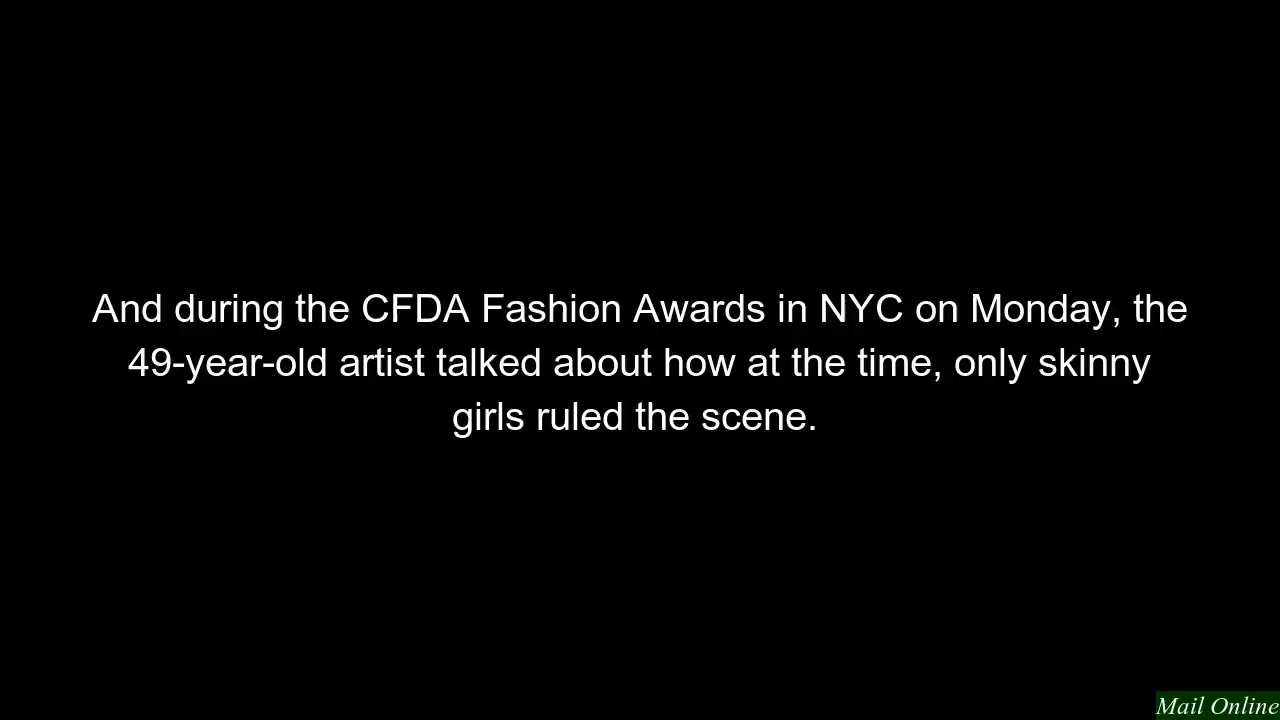 And during the CFDA Fashion Awards in NYC on Monday, the
49-year-old artist talked about how at the time, only skinny
girls ruled the scene.
Mail Online